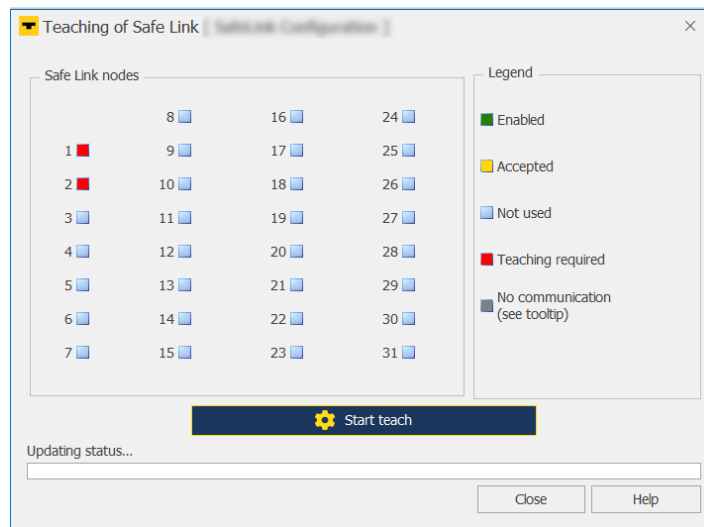 Teaching of Safe Link
Safe Link nodes
Legend
8 16 24
1 9 17 25
2 10 18 26
3 11 19 27
4 12 20 28
5 13 21 29
6 14 22 30
7 15 23 31
Enabled
Accepted
Not used
Teaching required
No communication
(see tooltip)
Start teach
Updating status...
Close Help